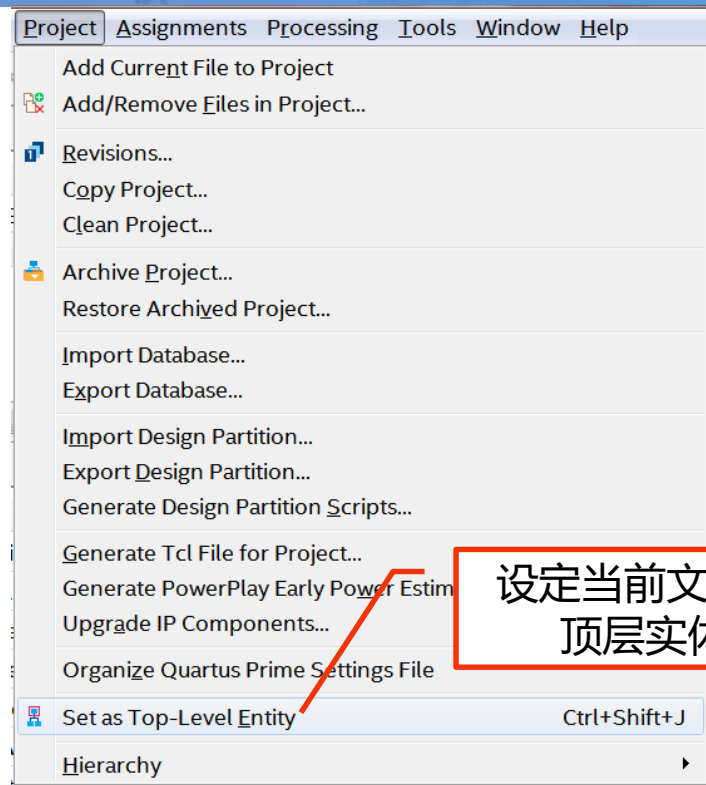 Project Assignments Processing Tools Window Help
Add Current File to Project
Add/Remove Files in Project...
Revisions...
Copy Project...
Clean Project...
Archive Project...
Restore Archived Project...
Import Database...
Export Database...
Import Design Partition...
Export Design Partition...
Generate Design Partition Scripts...
Generate Tcl File for Project...
Generate PowerPlay Early Power Estim
Upgrade IP Components...
设定当前文
顶层实
Organize Quartus Prime Settings File
Set as Top-Level Entity Ctrl+Shift+J
Hierarchy